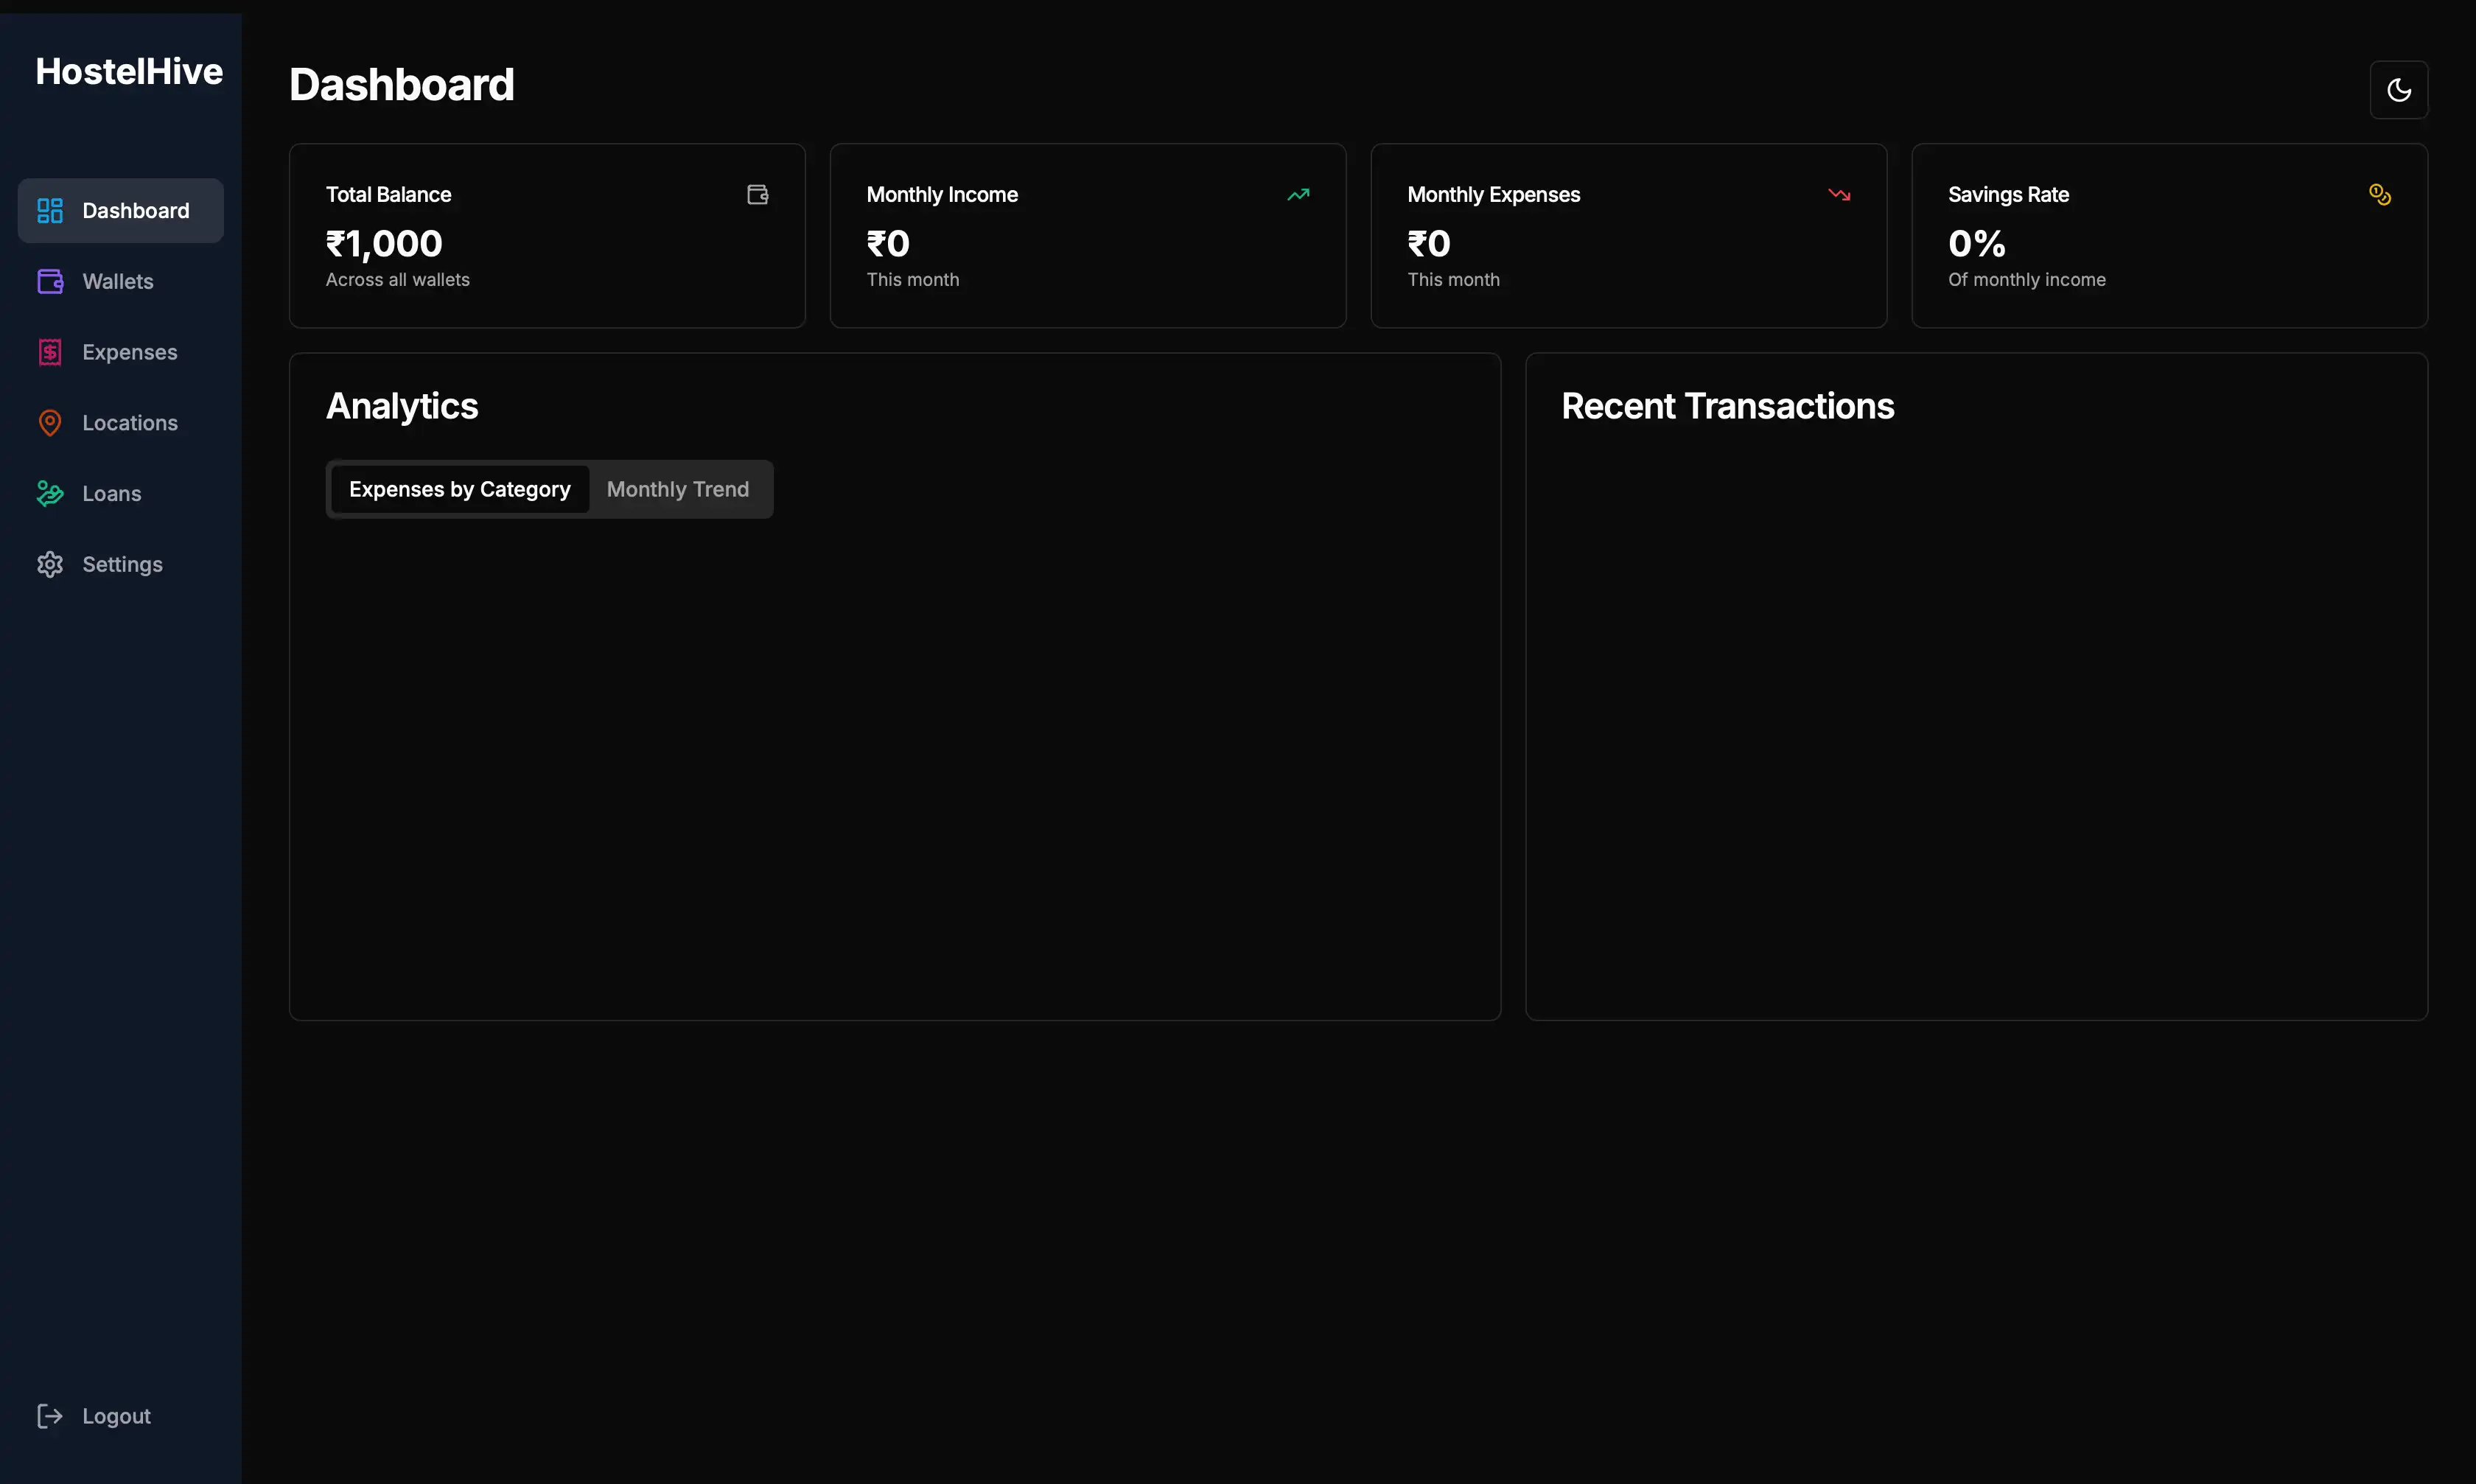 HostelHive
Dashboard
Wallets
Expenses
Locations
Loans
Settings
Logout
Dashboard
Total Balance
₹1,000
Across all wallets
Monthly Income
₹0
This month
Monthly Expenses
₹0
This month
Savings Rate
0%
Of monthly income
Analytics
Expenses by Category
Monthly Trend
Recent Transactions